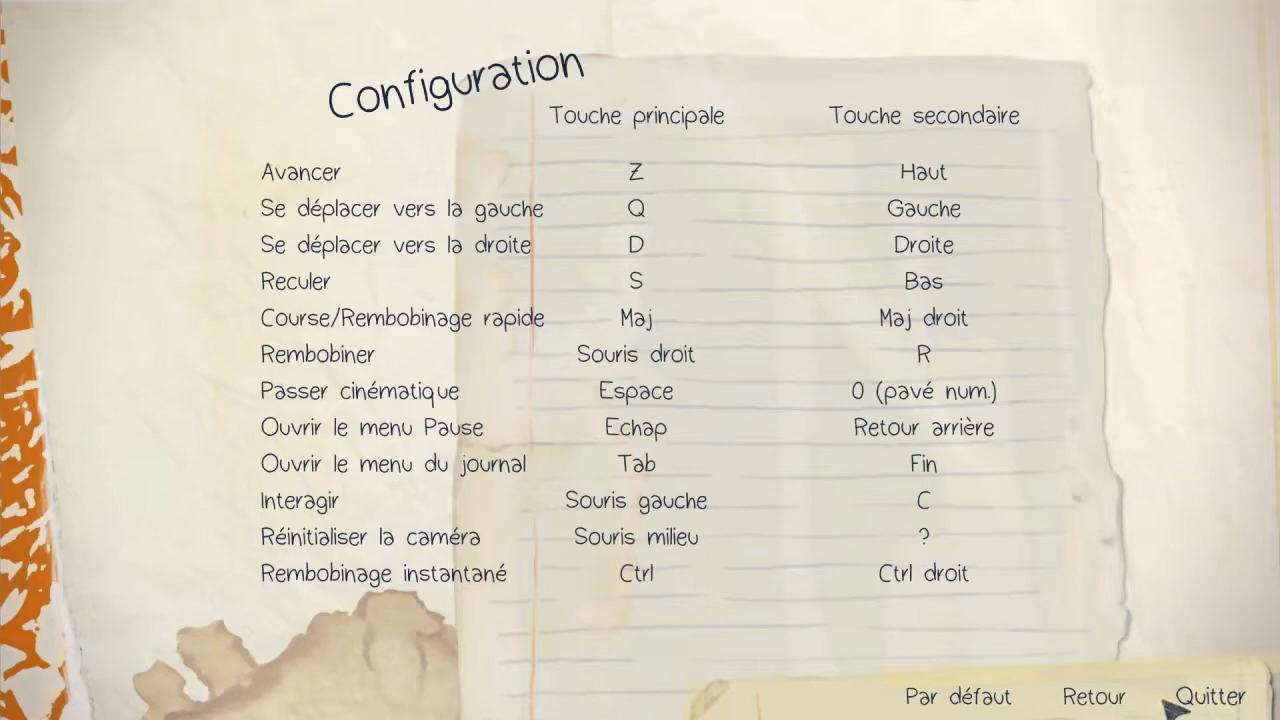 Configuration
Touche principale Touche secondaire
Avancer Z Haut
Se déplacer vers la gauche Q Gauche
Se déplacer vers la droite D Droite
Reculer S Bas
Course/Rembobinage rapide Maj Maj droit
Rembobiner Souris droit R
Passer cinématique Espace 0 (pavé num.)
Ouvrir le menu Pause Echap Retour arrière
Ouvrir le menu du journal Tab Fin
Interagir Souris gauche C
Réinitialiser la caméra Souris milieu ?
Rembobinage instantané Ctrl Ctrl droit
Par défaut Retour Quitter